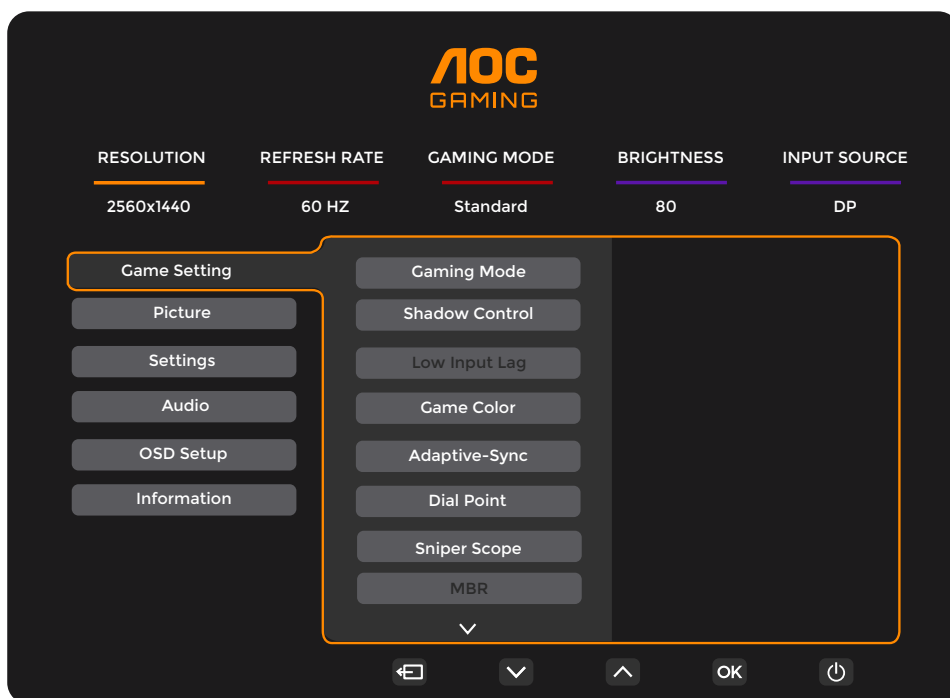 AOC
GAMING
RESOLUTION REFRESH RATE GAMING MODE BRIGHTNESS INPUT SOURCE
2560x1440 60 HZ Standard 80 DP
Game Setting
Picture
Settings
Audio
OSD Setup
Information
Gaming Mode
Shadow Control
Low Input Lag
Game Color
Adaptive-Sync
Dial Point
Sniper Scope
MBR
OK